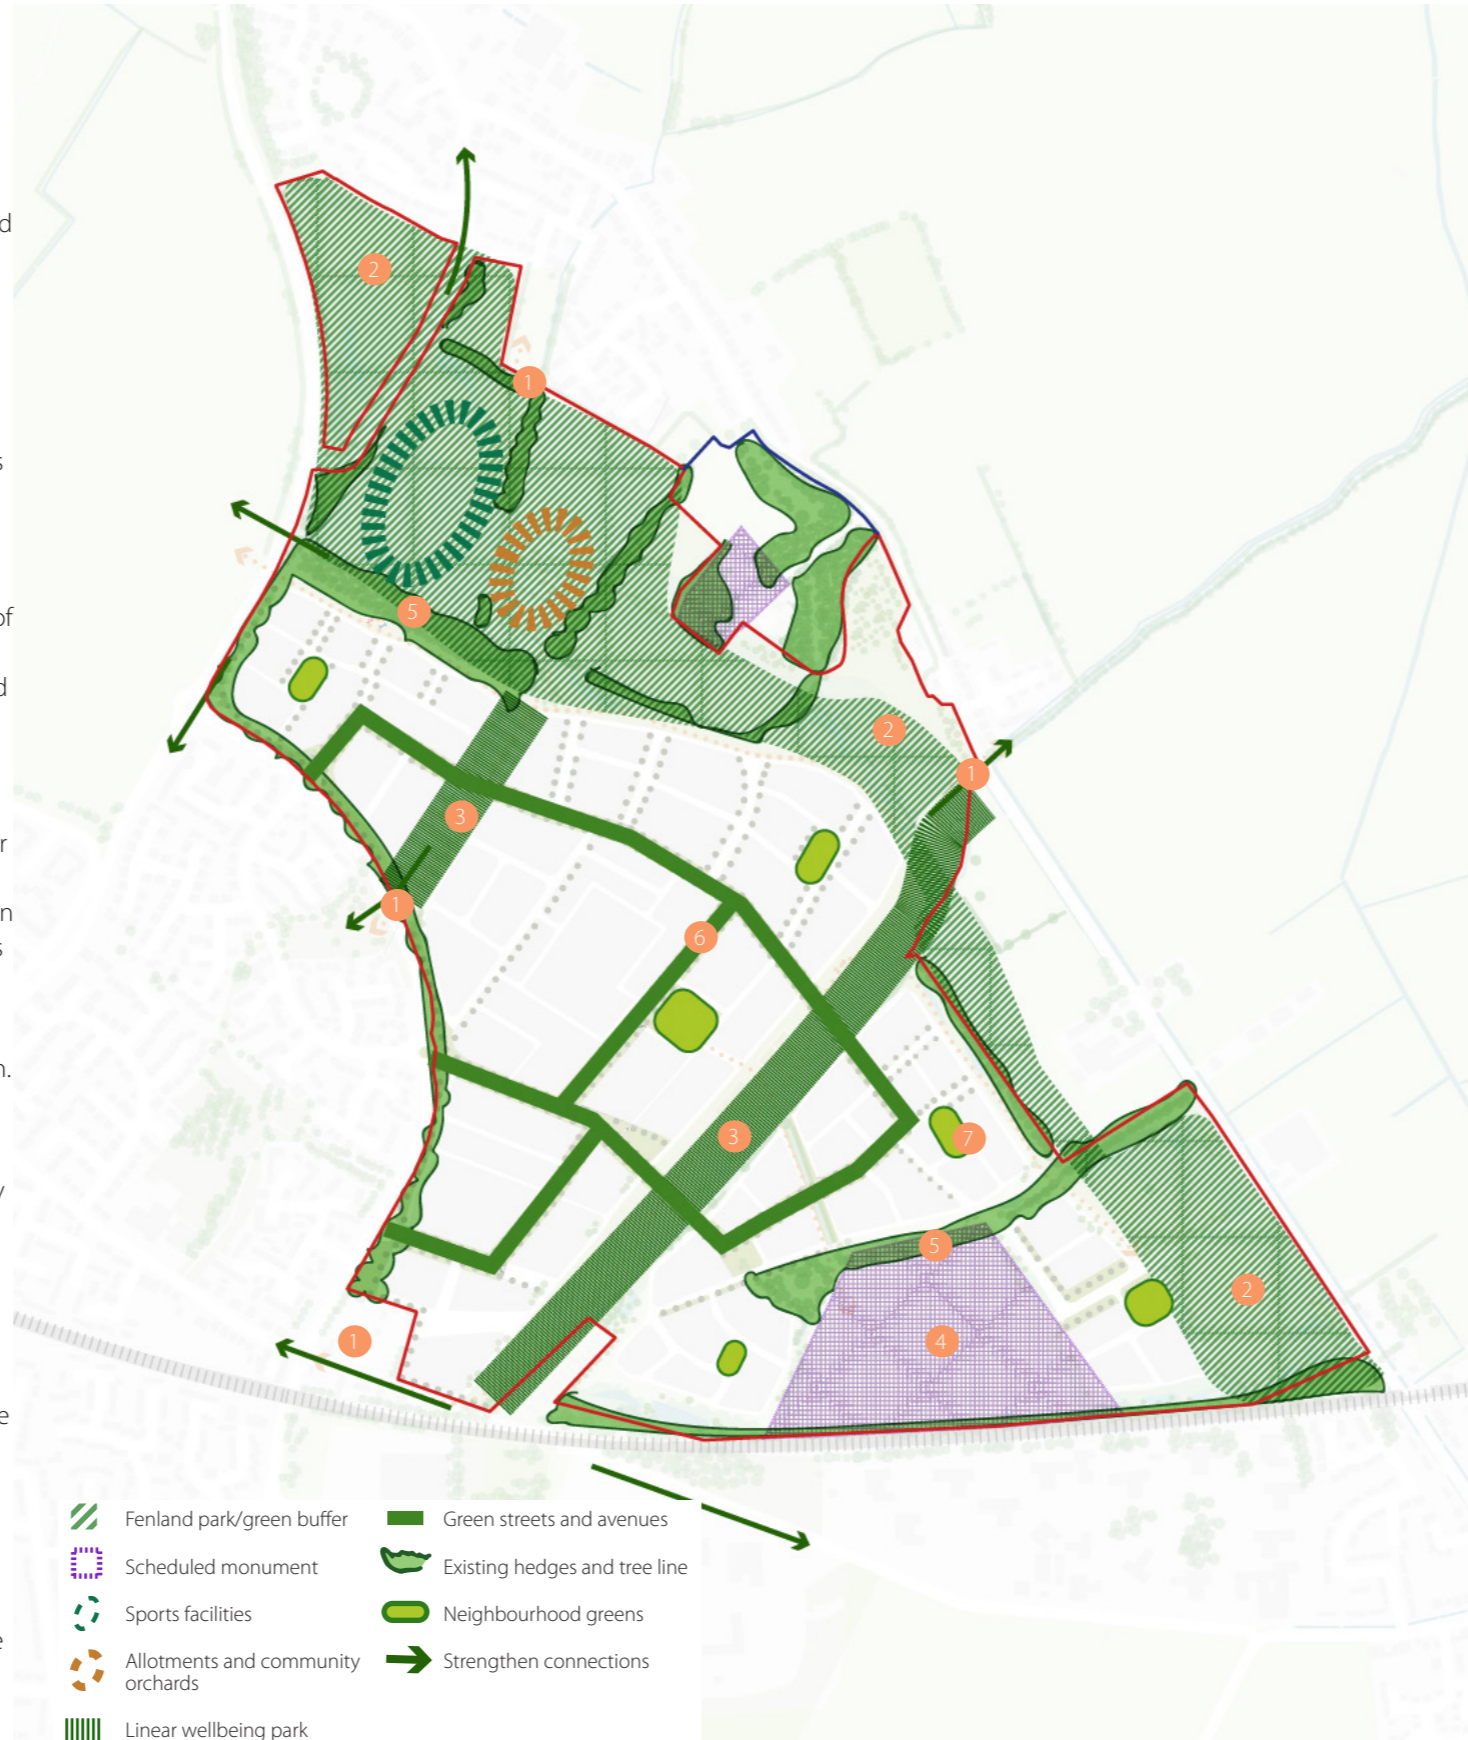 d
s
of
d
r
n
s
n.
y
e
e
2
1
5
2
1
3
1
6
3
7
5
2
4
1
Fenland park/green buffer
Scheduled monument
Sports facilities
Allotments and community
orchards
Linear wellbeing park
Green streets and avenues
Existing hedges and tree line
Neighbourhood greens
Strengthen connections